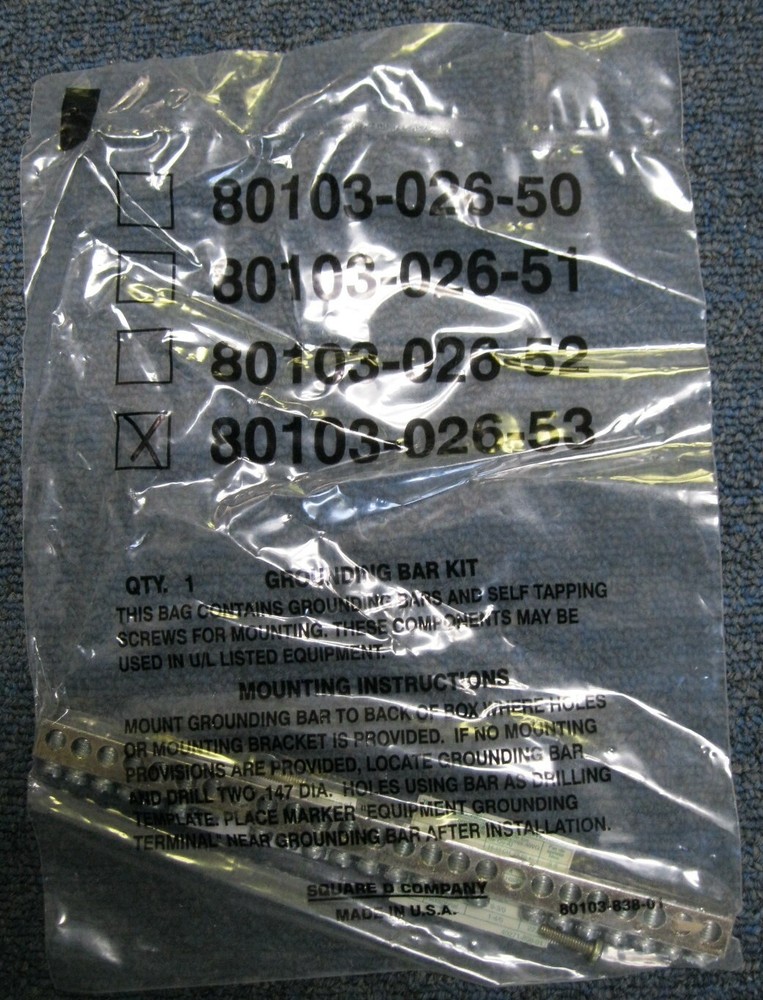 80103-026-50
80103-026-51
80103-026-52
X 80103-026-53
QTY. 1 GROUNDING BAR KIT
THIS BAG CONTAINS GROUNDING BARS AND SELF TAPPING
SCREWS FOR MOUNTING. THESE COMPONENTS MAY BE
USED IN U/L LISTED EQUIPMENT.
MOUNTING INSTRUCTIONS
MOUNT GROUNDING BAR TO BACK OF BOX WHERE HOLES
OR MOUNTING BRACKET IS PROVIDED. IF NO MOUNTING
PROVISIONS ARE PROVIDED, LOCATE GROUNDING BAR
AND DRILL TWO .147 DIA. HOLES USING BAR AS DRILLING
TEMPLATE. PLACE MARKER "EQUIPMENT GROUNDING
TERMINAL" NEAR GROUNDING BAR AFTER INSTALLATION.
SQUARE D COMPANY
MADE IN U.S.A.
80103-838-01